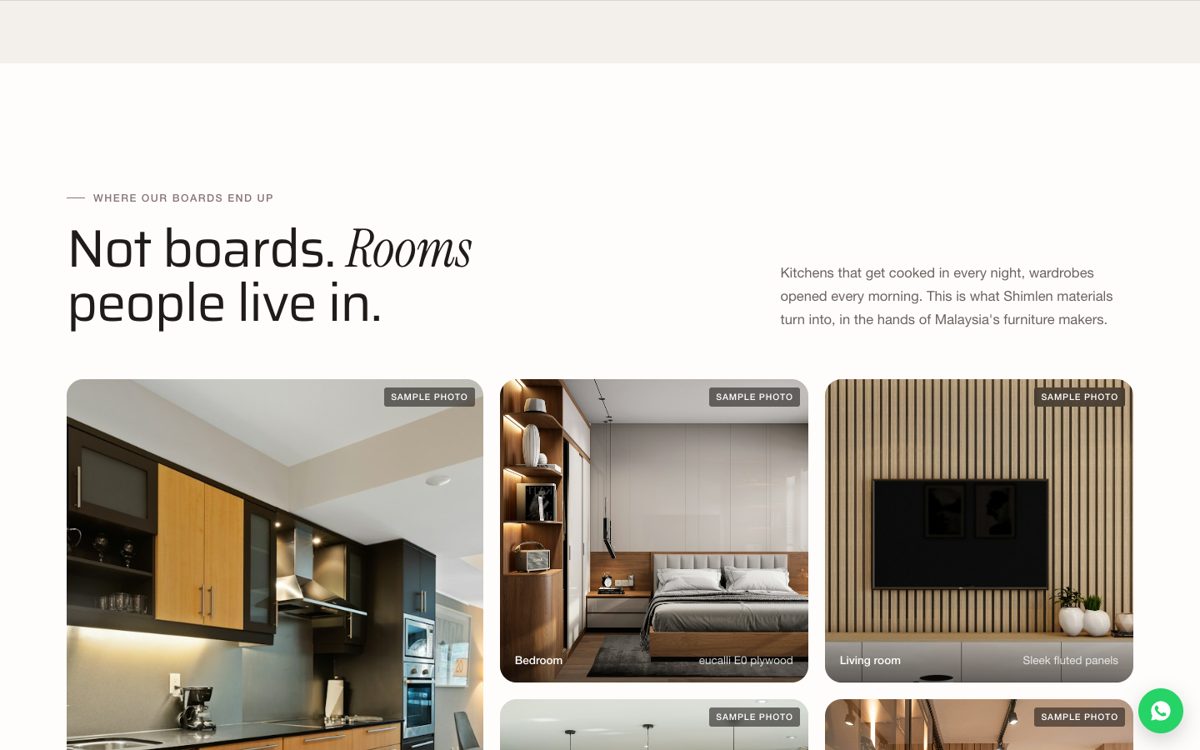 WHERE OUR BOARDS END UP
Not boards. Rooms
people live in.
Kitchens that get cooked in every night, wardrobes
opened every morning. This is what Shimlen materials
turn into, in the hands of Malaysia's furniture makers.
SAMPLE PHOTO
SAMPLE PHOTO
SAMPLE PHOTO
20
Bedroom
eucalli E0 plywood
Living room
Sleek fluted panels
SAMPLE PHOTO
SAMPLE PHOTO